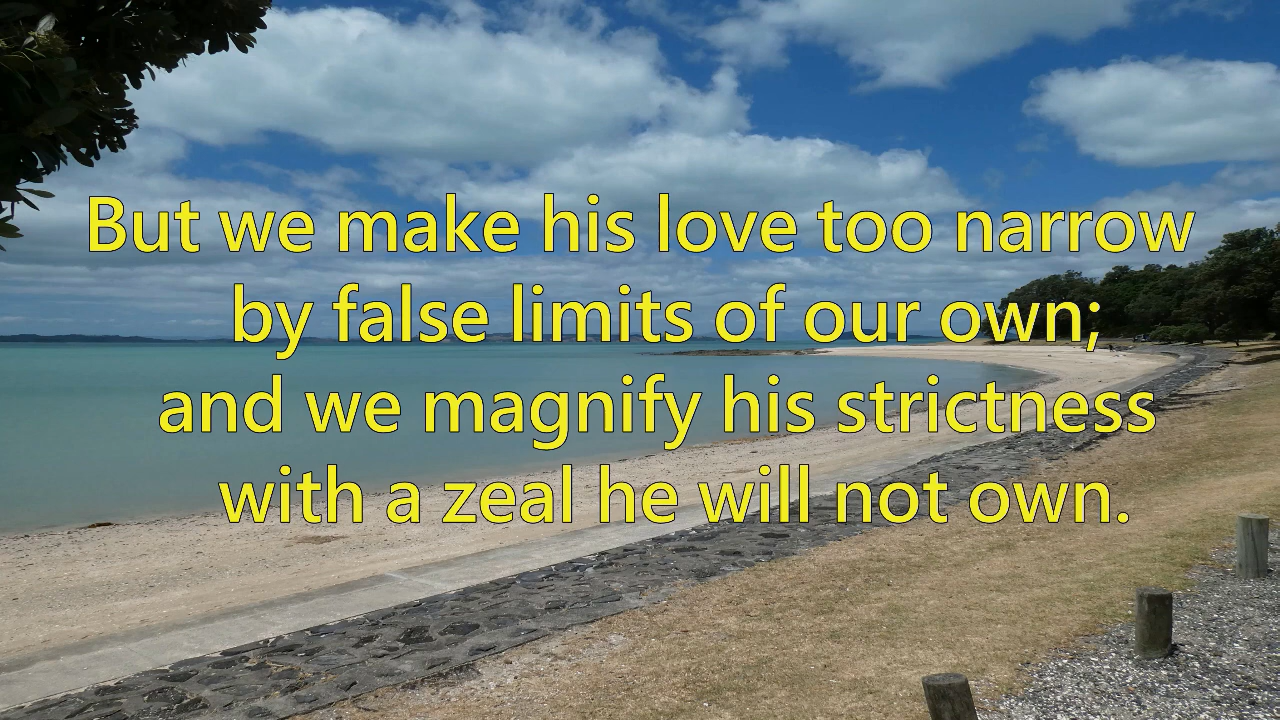 But we make his love too narrow
by false limits of our own;
and we magnify his strictness
with a zeal he will not own.